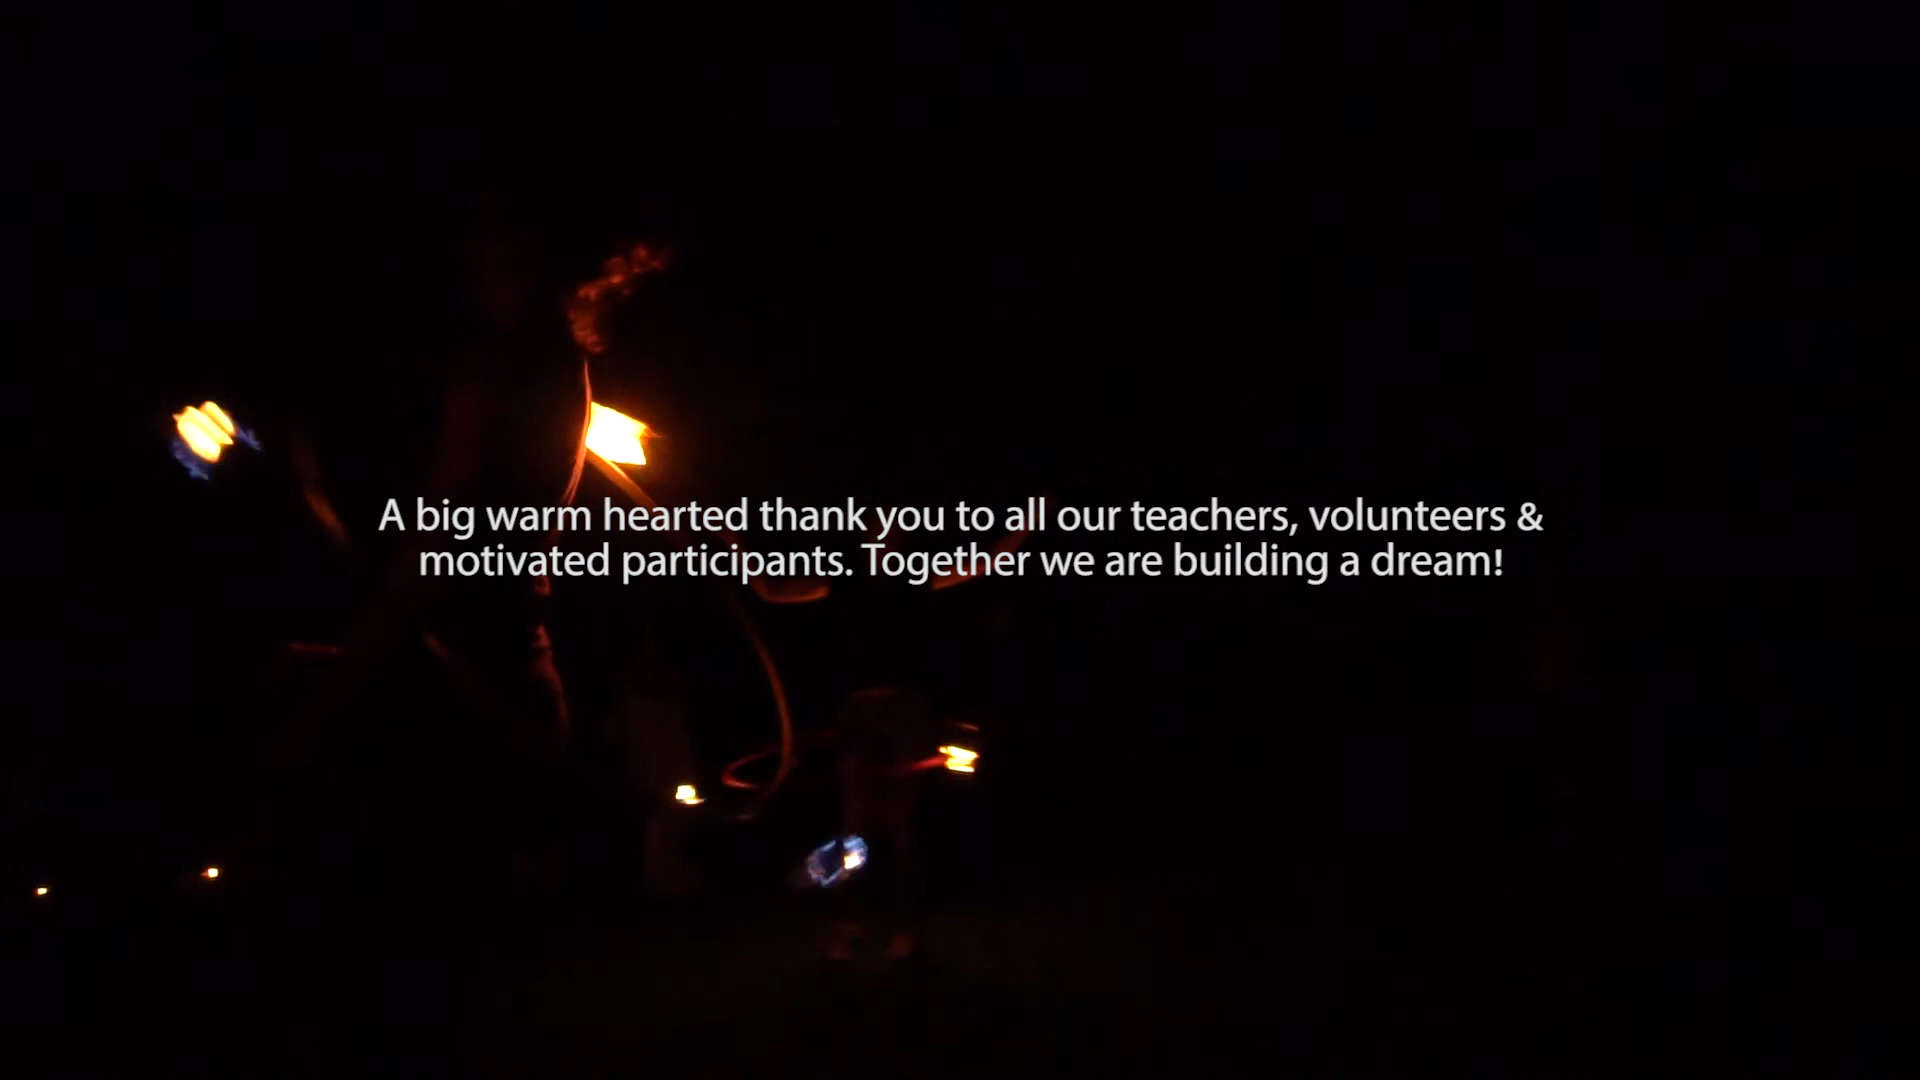 A big warm hearted thank you to all our teachers, volunteers &
motivated participants. Together we are building a dream!